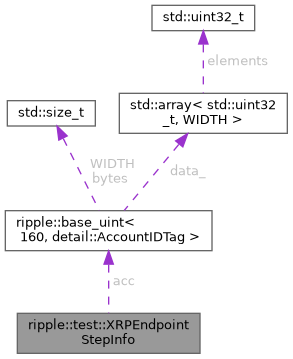 std::uint32_t
elements
std::size_t
std::array< std::uint32
_t, WIDTH >
WIDTH
bytes
data_
ripple::base_uint<
160, detail::AccountIDTag >
acc
ripple::test::XRPEndpoint
StepInfo